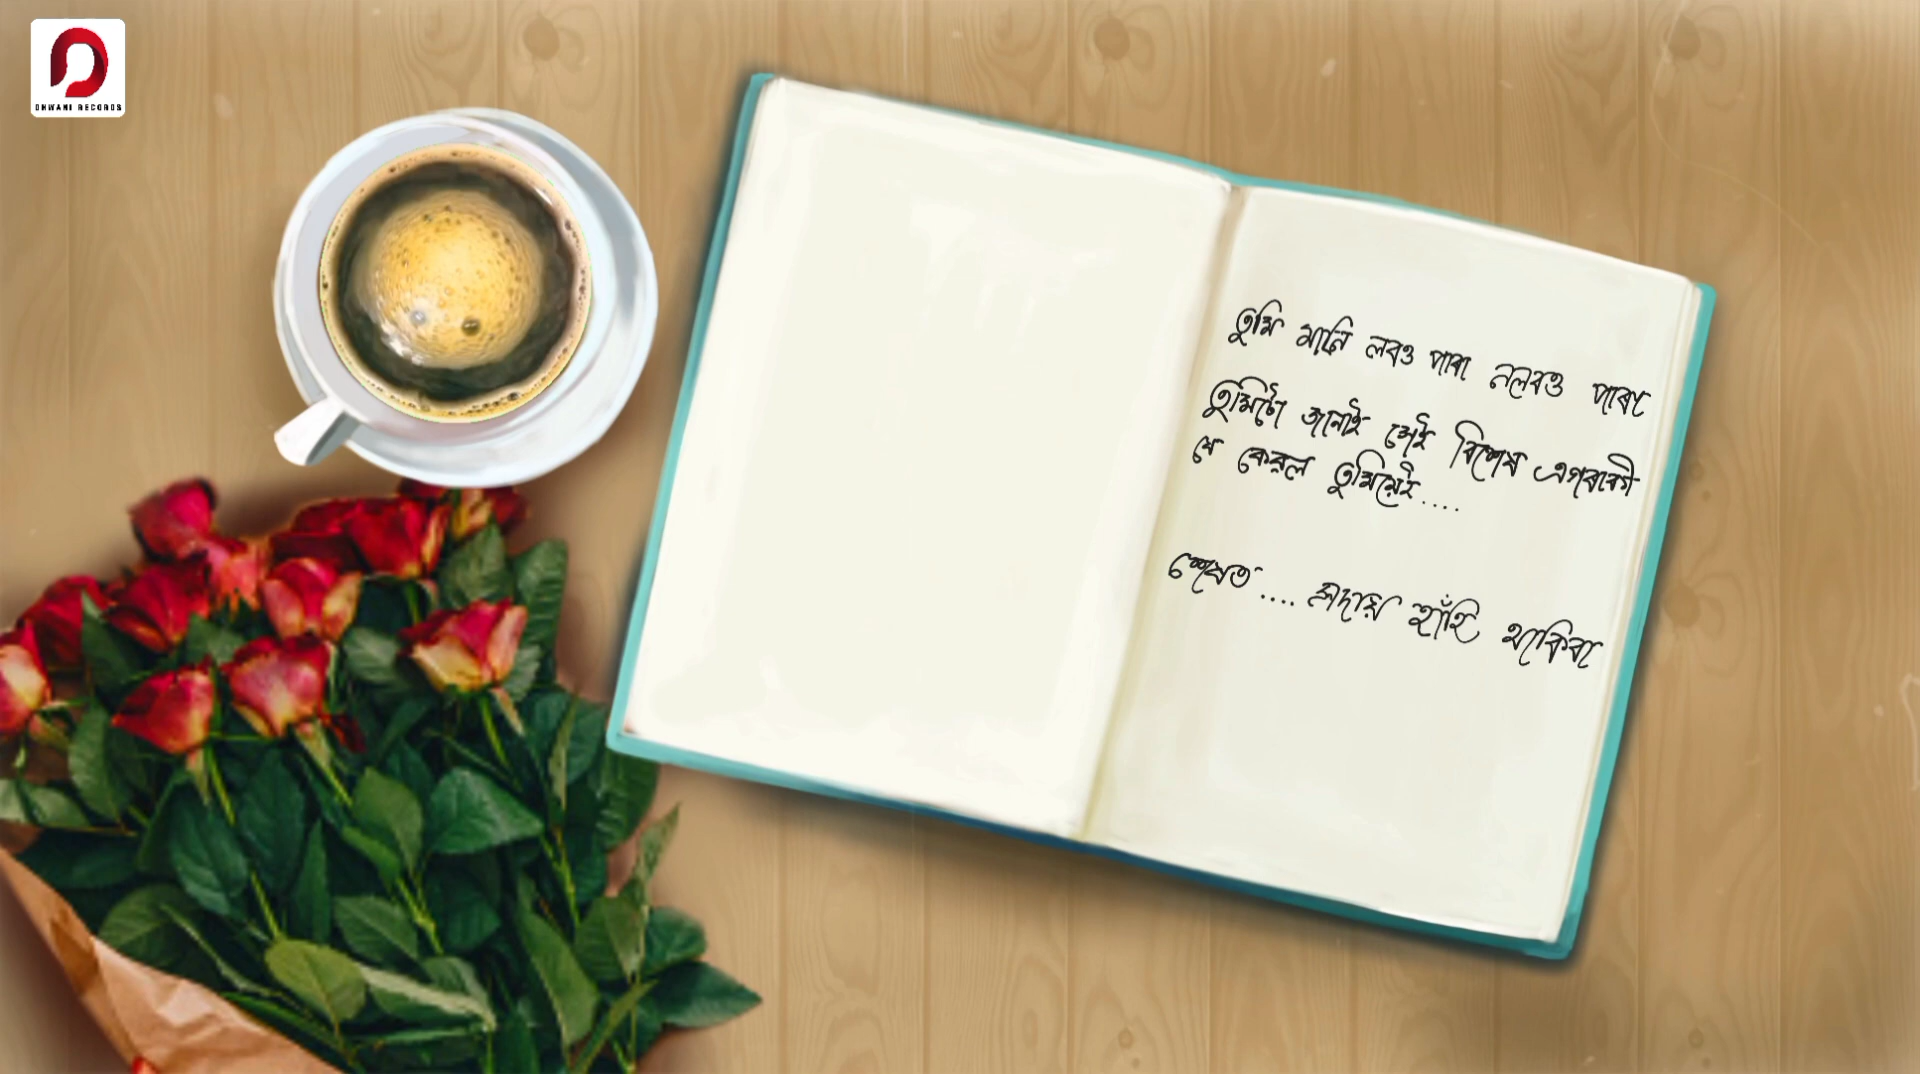 DHWANI RECORDS
তুমি মানি লবও পাৰা নলবও পাৰা
তুমিটো জানাই সেই বিশেষ এগৰাকী
যে কেৱল তুমিয়েই....
শেষত.... সদায় হাঁহি থাকিবা